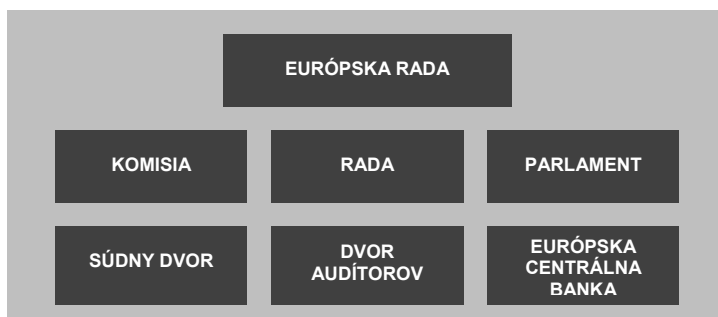 EURÓPSKA RADA
KOMISIA
RADA
PARLAMENT
SÚDNY DVOR
DVOR
AUDÍTOROV
EURÓPSKA
CENTRÁLNA
BANKA